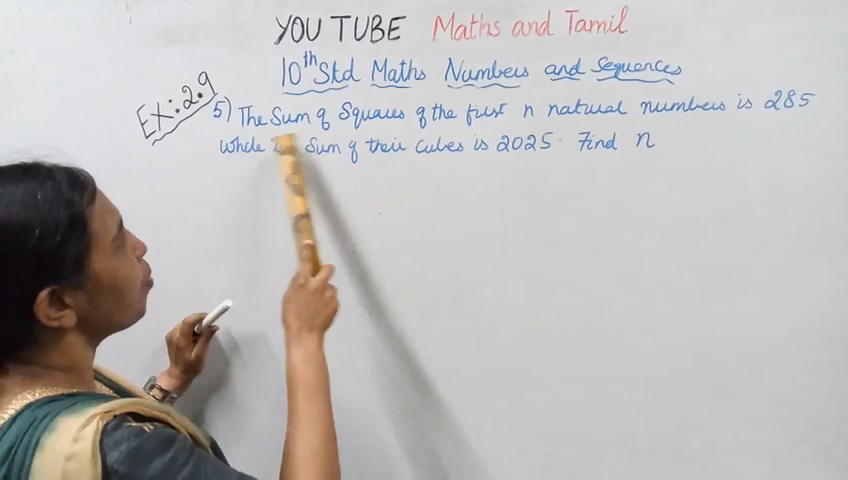 YOU TUBE Maths and Tamil
10th Std Maths Numbers and Sequences
Ex: 2.9
5) The Sum of Squares of the first n natural numbers is 285
while Sum of their cubes is 2025. Find n